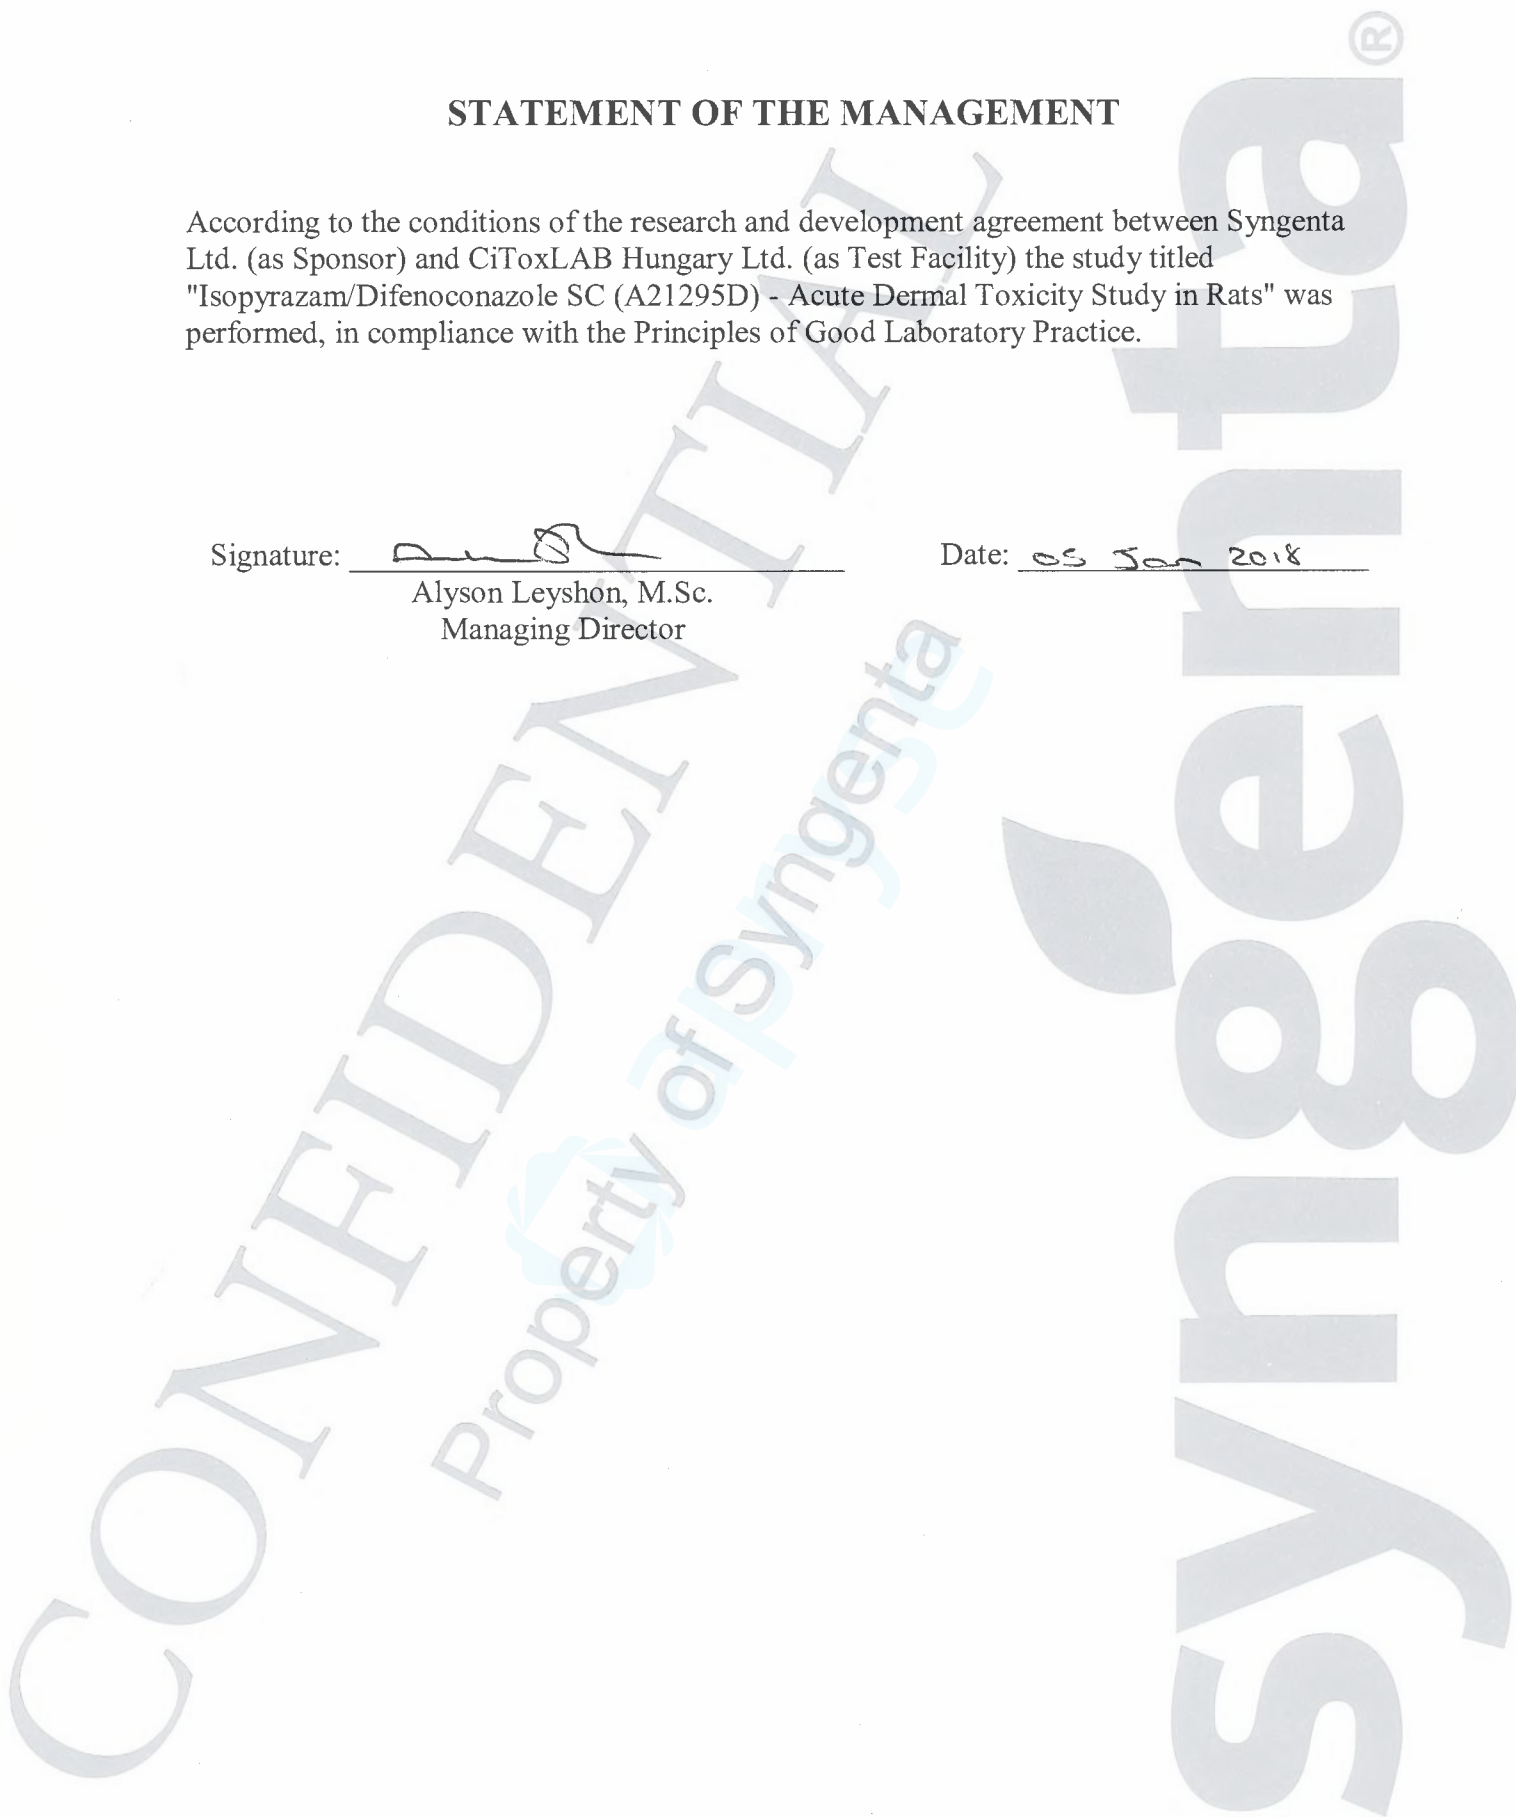 STATEMENT OF THE MANAGEMENT
According to the conditions of the research and development agreement between Syngenta
Ltd. (as Sponsor) and CiToxLAB Hungary Ltd. (as Test Facility) the study titled
"Isopyrazam/Difenoconazole SC (A21295D) - Acute Dermal Toxicity Study in Rats" was
performed, in compliance with the Principles of Good Laboratory Practice.
Signature:
Date: 05 Jan 2018
Alyson Leyshon, M.Sc.
Managing Director
CONFIDENTIAL
Property of Syngenta
syngenta®